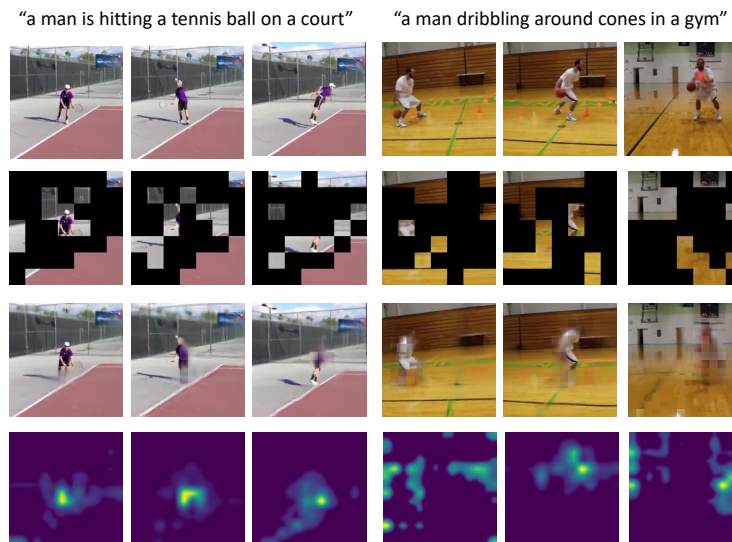 “a man is hitting a tennis ball on a court”
“a man dribbling around cones in a gym”